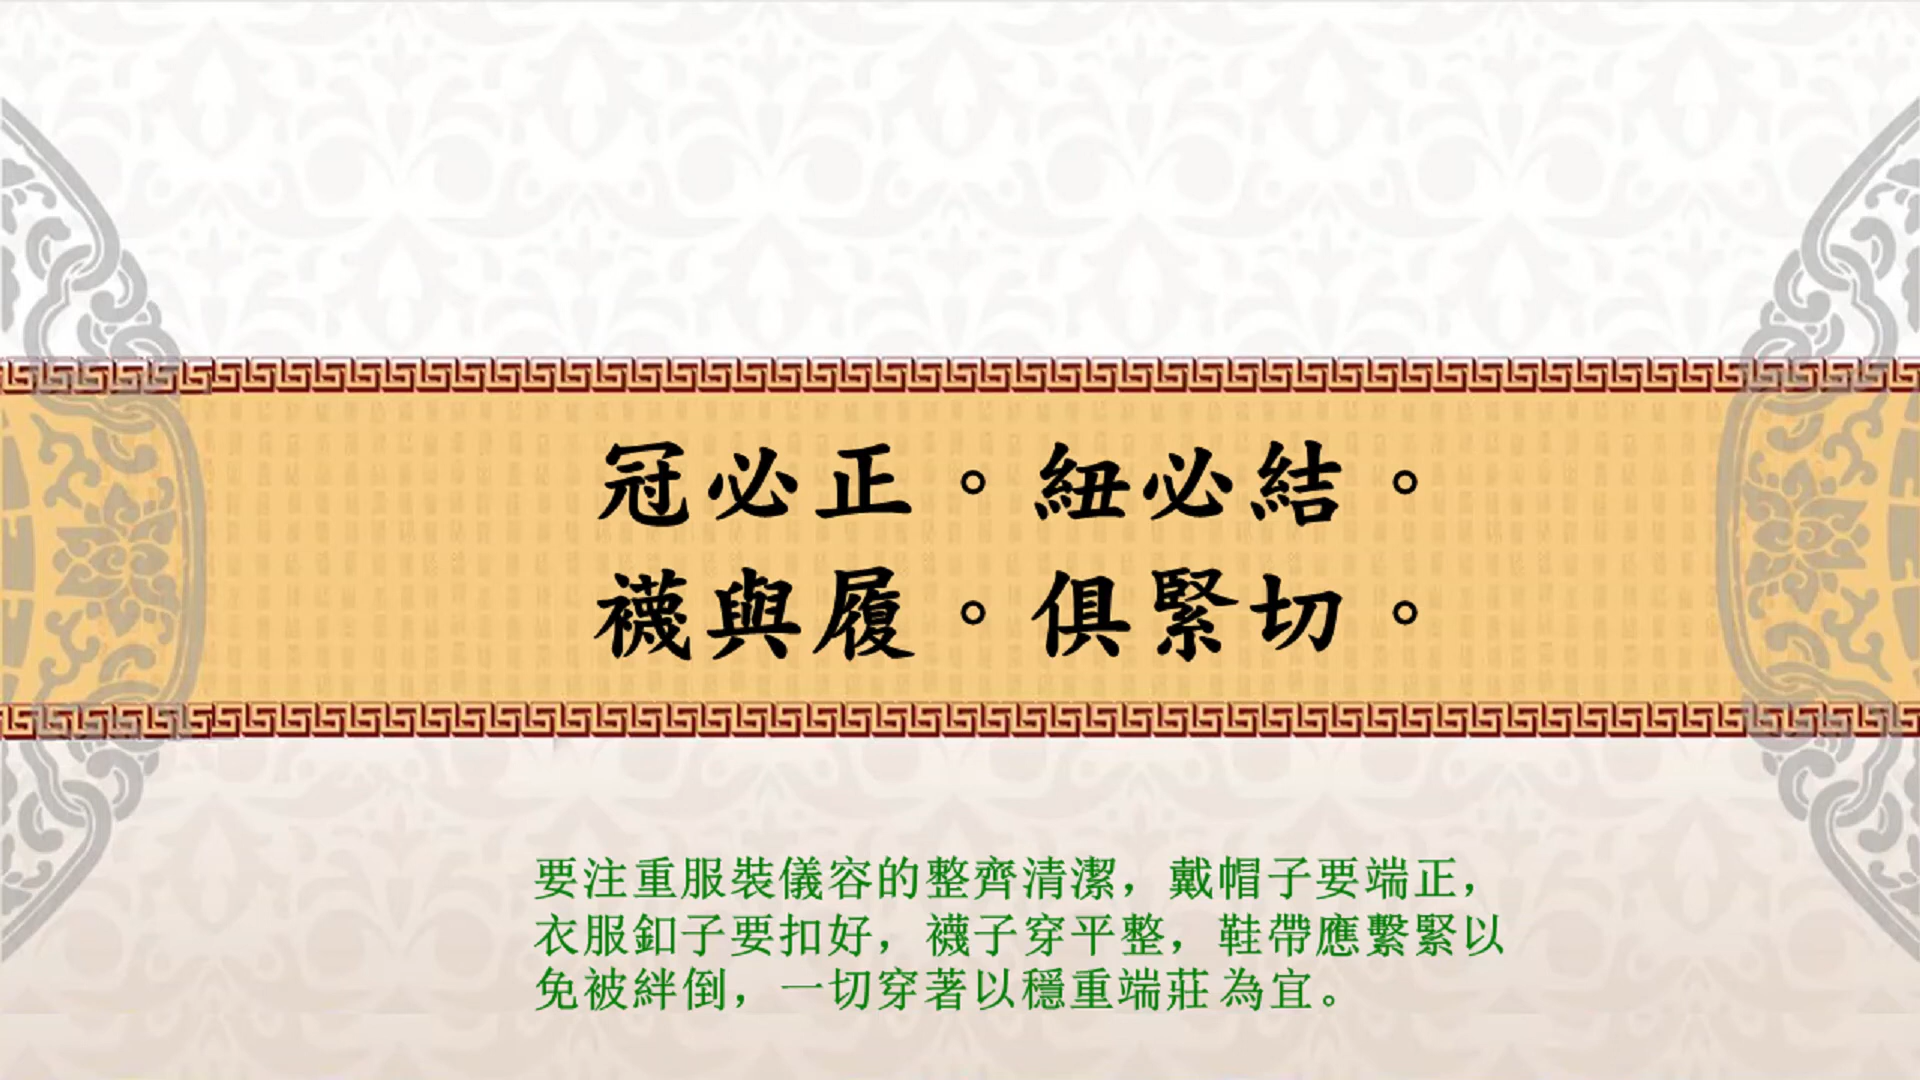 冠必正。紐必結。
襪與履。俱緊切。
要注重服裝儀容的整齊清潔，戴帽子要端正，
衣服釦子要扣好，襪子穿平整，鞋帶應繫緊以
免被絆倒，一切穿著以穩重端莊為宜。